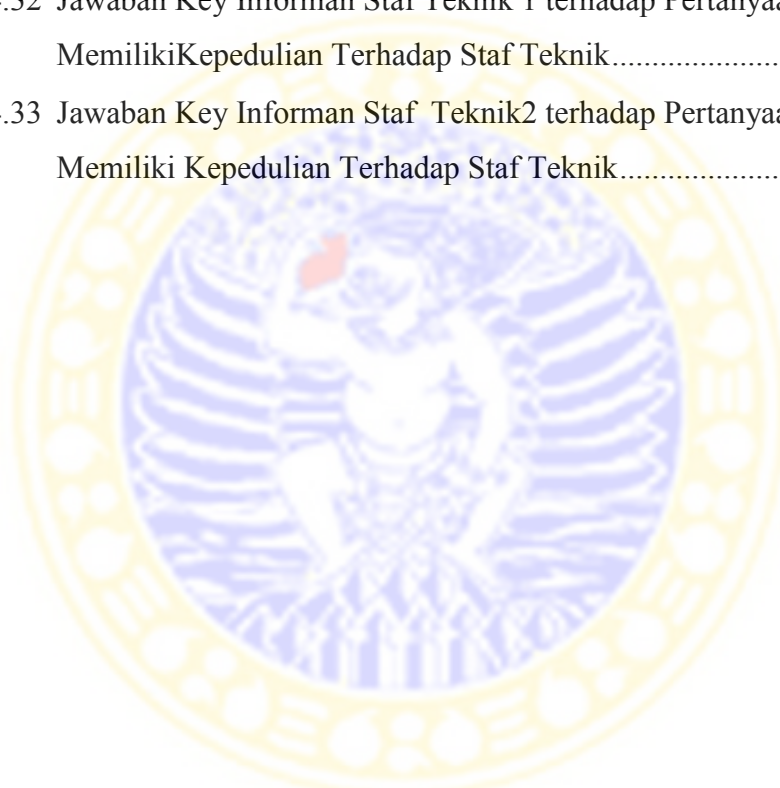 .32 Jawaban Key Informan Staf Teknik 1 terhadap Pertanyaa
MemilikiKepedulian Terhadap Staf Teknik.....................
.33 Jawaban Key Informan Staf Teknik2 terhadap Pertanyaa
Memiliki Kepedulian Terhadap Staf Teknik....................